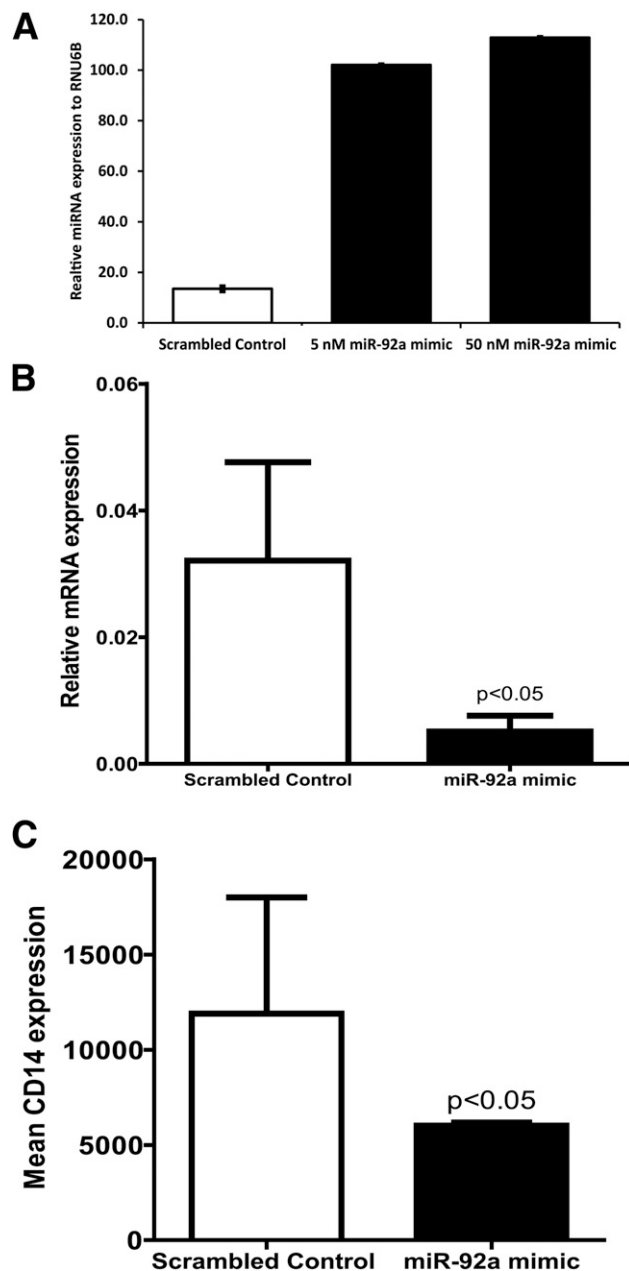 A
Realtive miRNA expression to RNU6B
120.0
100.0
80.0
60.0
40.0
20.0
0.0
Scrambled Control
5 nM miR-92a mimic
50 nM miR-92a mimic
B
Relative mRNA expression
0.06
0.04
0.02
0.00
p<0.05
Scrambled Control
miR-92a mimic
C
Mean CD14 expression
20000
15000
10000
5000
0
p<0.05
Scrambled Control
miR-92a mimic